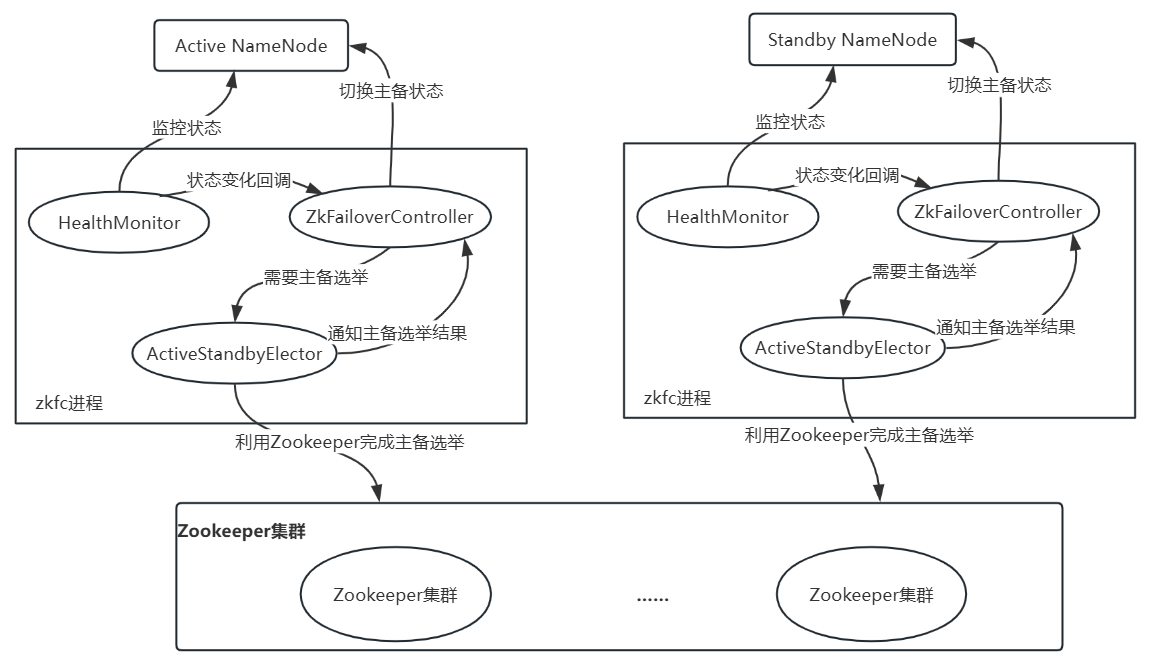 Active NameNode
Standby NameNode
切换主备状态
切换主备状态
监控状态
监控状态
状态变化回调
状态变化回调
HealthMonitor
ZkFailoverController
HealthMonitor
ZkFailoverController
需要主备选举
需要主备选举
通知主备选举结果
通知主备选举结果
ActiveStandbyElector
ActiveStandbyElector
zkfc进程
zkfc进程
利用Zookeeper完成主备选举
利用Zookeeper完成主备选举
Zookeeper集群
Zookeeper集群
......
Zookeeper集群